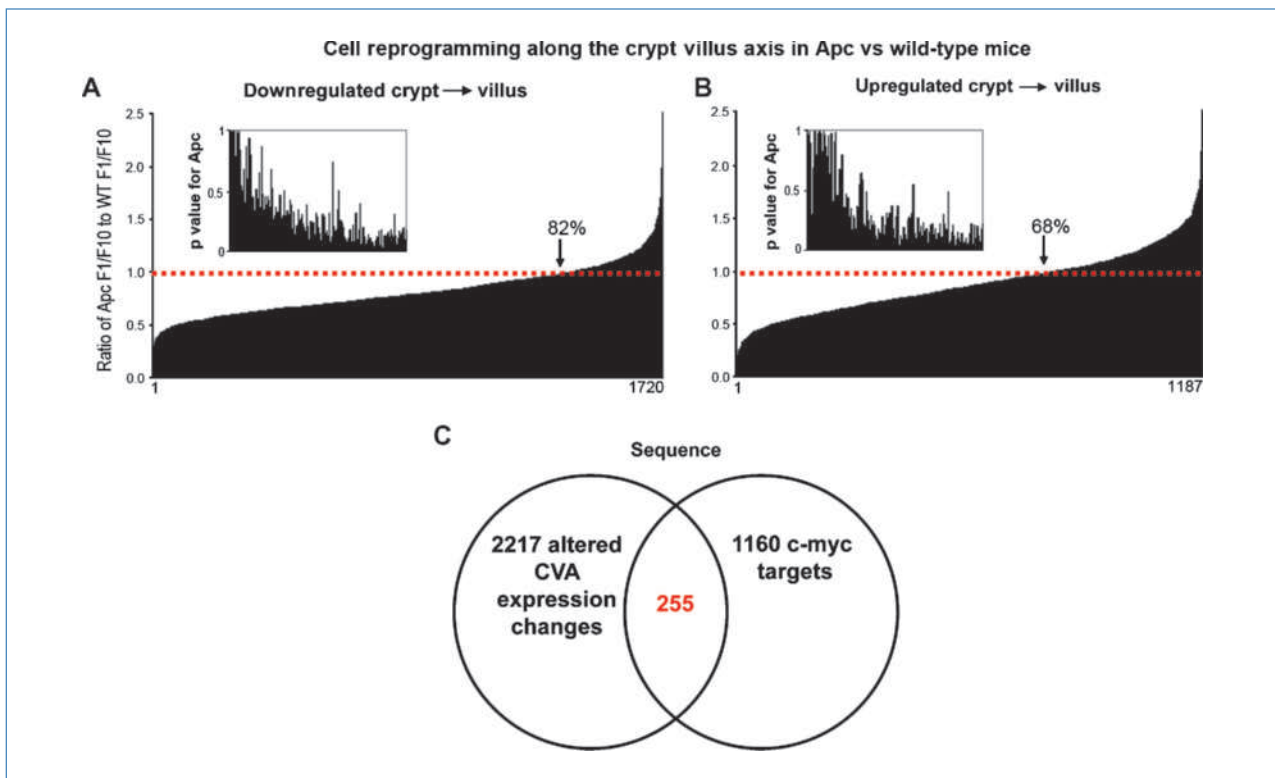 Cell reprogramming along the crypt villus axis in Apc vs wild-type mice
A
Downregulated crypt → villus
Ratio of Apc F1/F10 to WT F1/F10
2.5
2.0
1.5
1.0
0.5
0.0
p value for Apc
1
0.5
0
82%
1
1720
B
Upregulated crypt → villus
2.5
2.0
1.5
1.0
0.5
0.0
p value for Apc
1
0.5
0
68%
1
1187
C
Sequence
2217 altered
CVA
expression
changes
255
1160 c-myc
targets